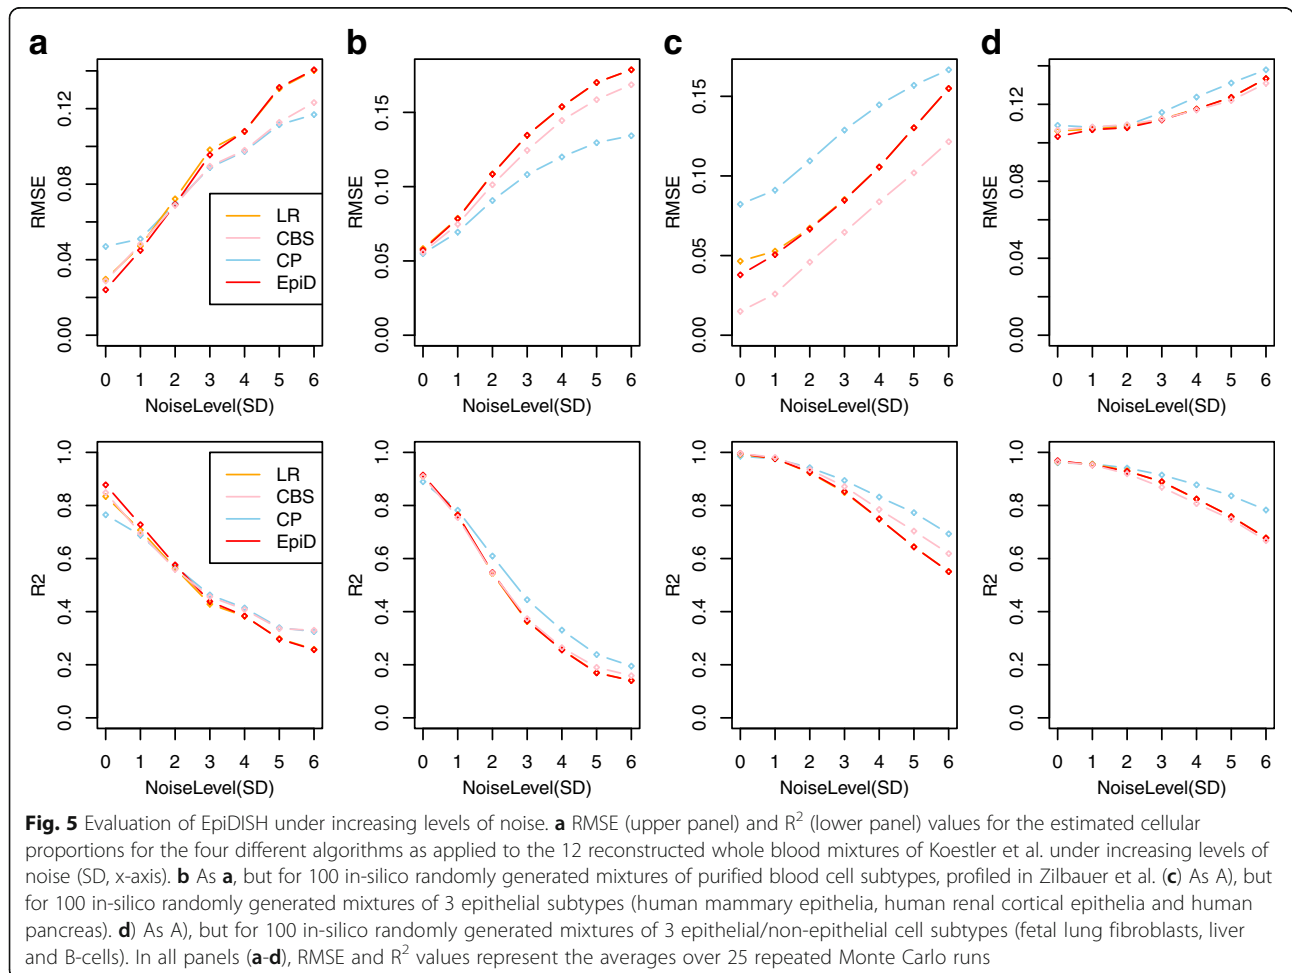 a
b
c
d
RMSE
0.00 0.04 0.08 0.12
LR
CBS
CP
EpiD
0 1 2 3 4 5 6
NoiseLevel(SD)
RMSE
0.00 0.05 0.10 0.15
0 1 2 3 4 5 6
NoiseLevel(SD)
RMSE
0.00 0.05 0.10 0.15
0 1 2 3 4 5 6
NoiseLevel(SD)
RMSE
0.00 0.04 0.08 0.12
0 1 2 3 4 5 6
NoiseLevel(SD)
R2
0.0 0.2 0.4 0.6 0.8 1.0
LR
CBS
CP
EpiD
0 1 2 3 4 5 6
NoiseLevel(SD)
R2
0.0 0.2 0.4 0.6 0.8 1.0
0 1 2 3 4 5 6
NoiseLevel(SD)
R2
0.0 0.2 0.4 0.6 0.8 1.0
0 1 2 3 4 5 6
NoiseLevel(SD)
R2
0.0 0.2 0.4 0.6 0.8 1.0
0 1 2 3 4 5 6
NoiseLevel(SD)
Fig. 5 Evaluation of EpiDISH under increasing levels of noise. a RMSE (upper panel) and R² (lower panel) values for the estimated cellular
proportions for the four different algorithms as applied to the 12 reconstructed whole blood mixtures of Koestler et al. under increasing levels of
noise (SD, x-axis). b As a, but for 100 in-silico randomly generated mixtures of purified blood cell subtypes, profiled in Zilbauer et al. (c) As A), but
for 100 in-silico randomly generated mixtures of 3 epithelial subtypes (human mammary epithelia, human renal cortical epithelia and human
pancreas). d) As A), but for 100 in-silico randomly generated mixtures of 3 epithelial/non-epithelial cell subtypes (fetal lung fibroblasts, liver
and B-cells). In all panels (a-d), RMSE and R² values represent the averages over 25 repeated Monte Carlo runs